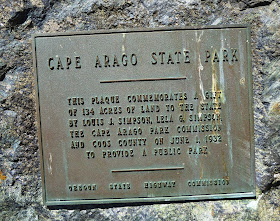 CAPE ARAGO STATE PARK
THIS PLAQUE COMMEMORATES A GIFT
OF 134 ACRES OF LAND TO THE STATE
BY LOUIS J. SIMPSON, LELA G. SIMPSON,
THE CAPE ARAGO PARK COMMISSION
AND COOS COUNTY ON JUNE 1, 1932
TO PROVIDE A PUBLIC PARK
OREGON STATE HIGHWAY COMMISSION